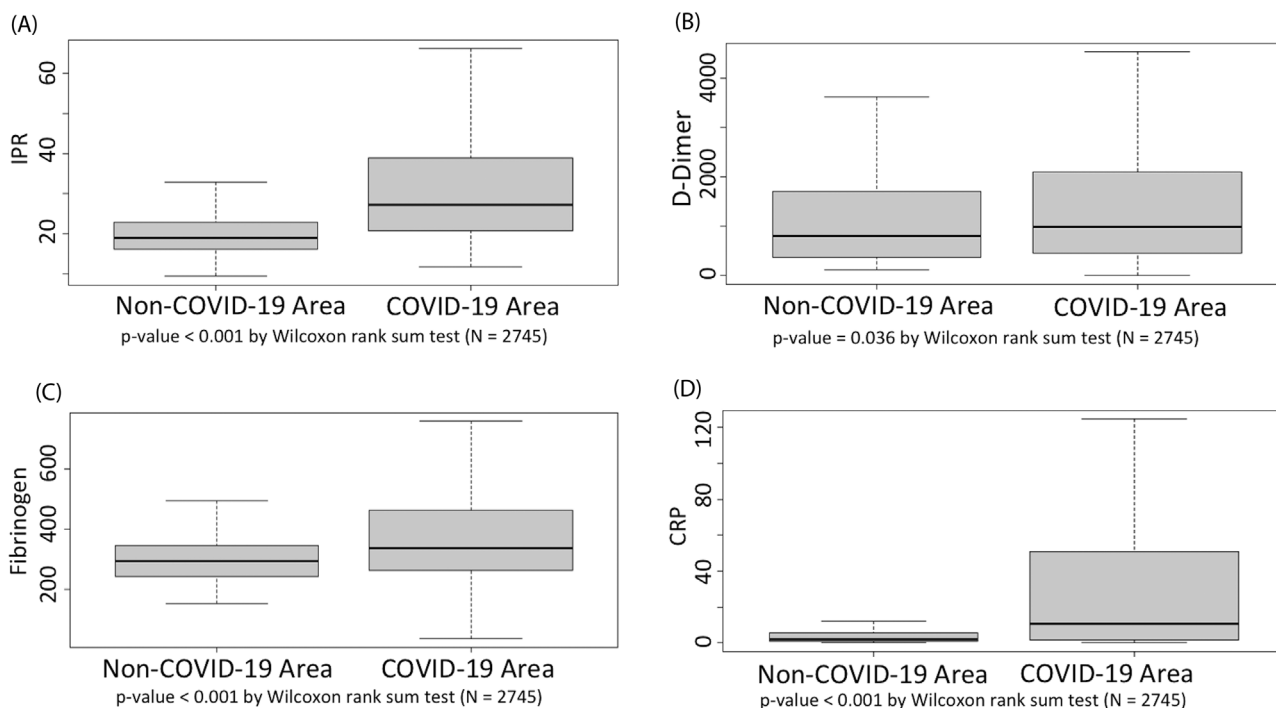 (A)
IPR
60
40
20
Non-COVID-19 Area
COVID-19 Area
p-value < 0.001 by Wilcoxon rank sum test (N = 2745)
(B)
D-Dimer
4000
2000
0
Non-COVID-19 Area
COVID-19 Area
p-value = 0.036 by Wilcoxon rank sum test (N = 2745)
(C)
Fibrinogen
600
400
200
Non-COVID-19 Area
COVID-19 Area
p-value < 0.001 by Wilcoxon rank sum test (N = 2745)
(D)
CRP
120
80
40
0
Non-COVID-19 Area
COVID-19 Area
p-value < 0.001 by Wilcoxon rank sum test (N = 2745)